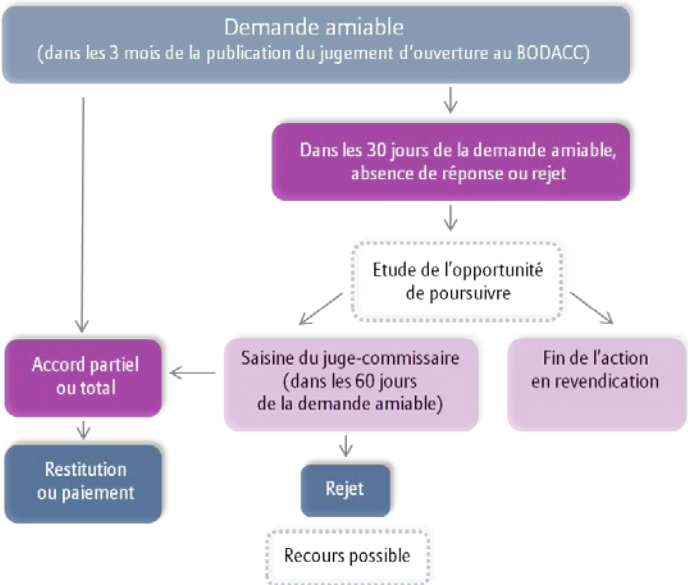 Demande amiable
(dans les 3 mois de la publication du jugement d'ouverture au BODACC)
Dans les 30 jours de la demande amiable,
absence de réponse ou rejet
Etude de l'opportunité
de poursuivre
Accord partiel
ou total
Saisine du juge-commissaire
(dans les 60 jours
de la demande amiable)
Fin de l'action
en revendication
Restitution
ou paiement
Rejet
Recours possible